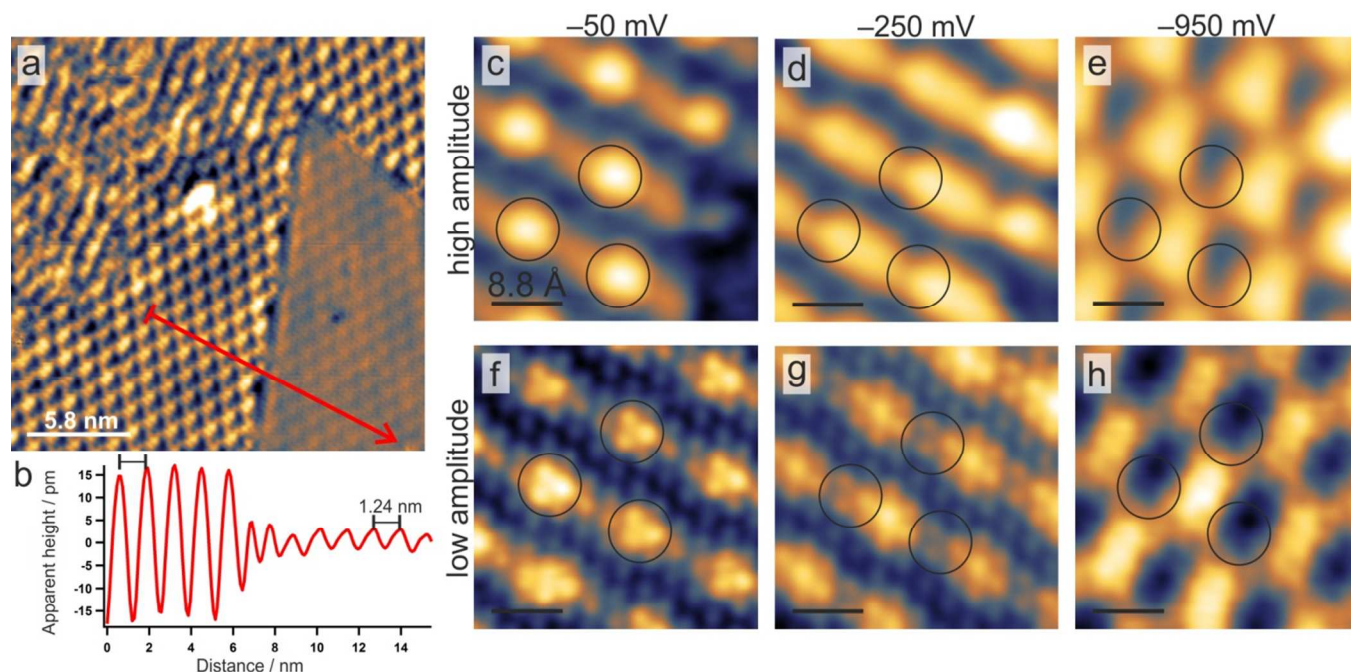 –50 mV
–250 mV
–950 mV
a
c
d
e
high amplitude
8.8 Å
5.8 nm
f
g
h
low amplitude
b
Apparent height / pm
15
10
5
0
-5
-10
-15
1.24 nm
0
2
4
6
8
10
12
14
Distance / nm